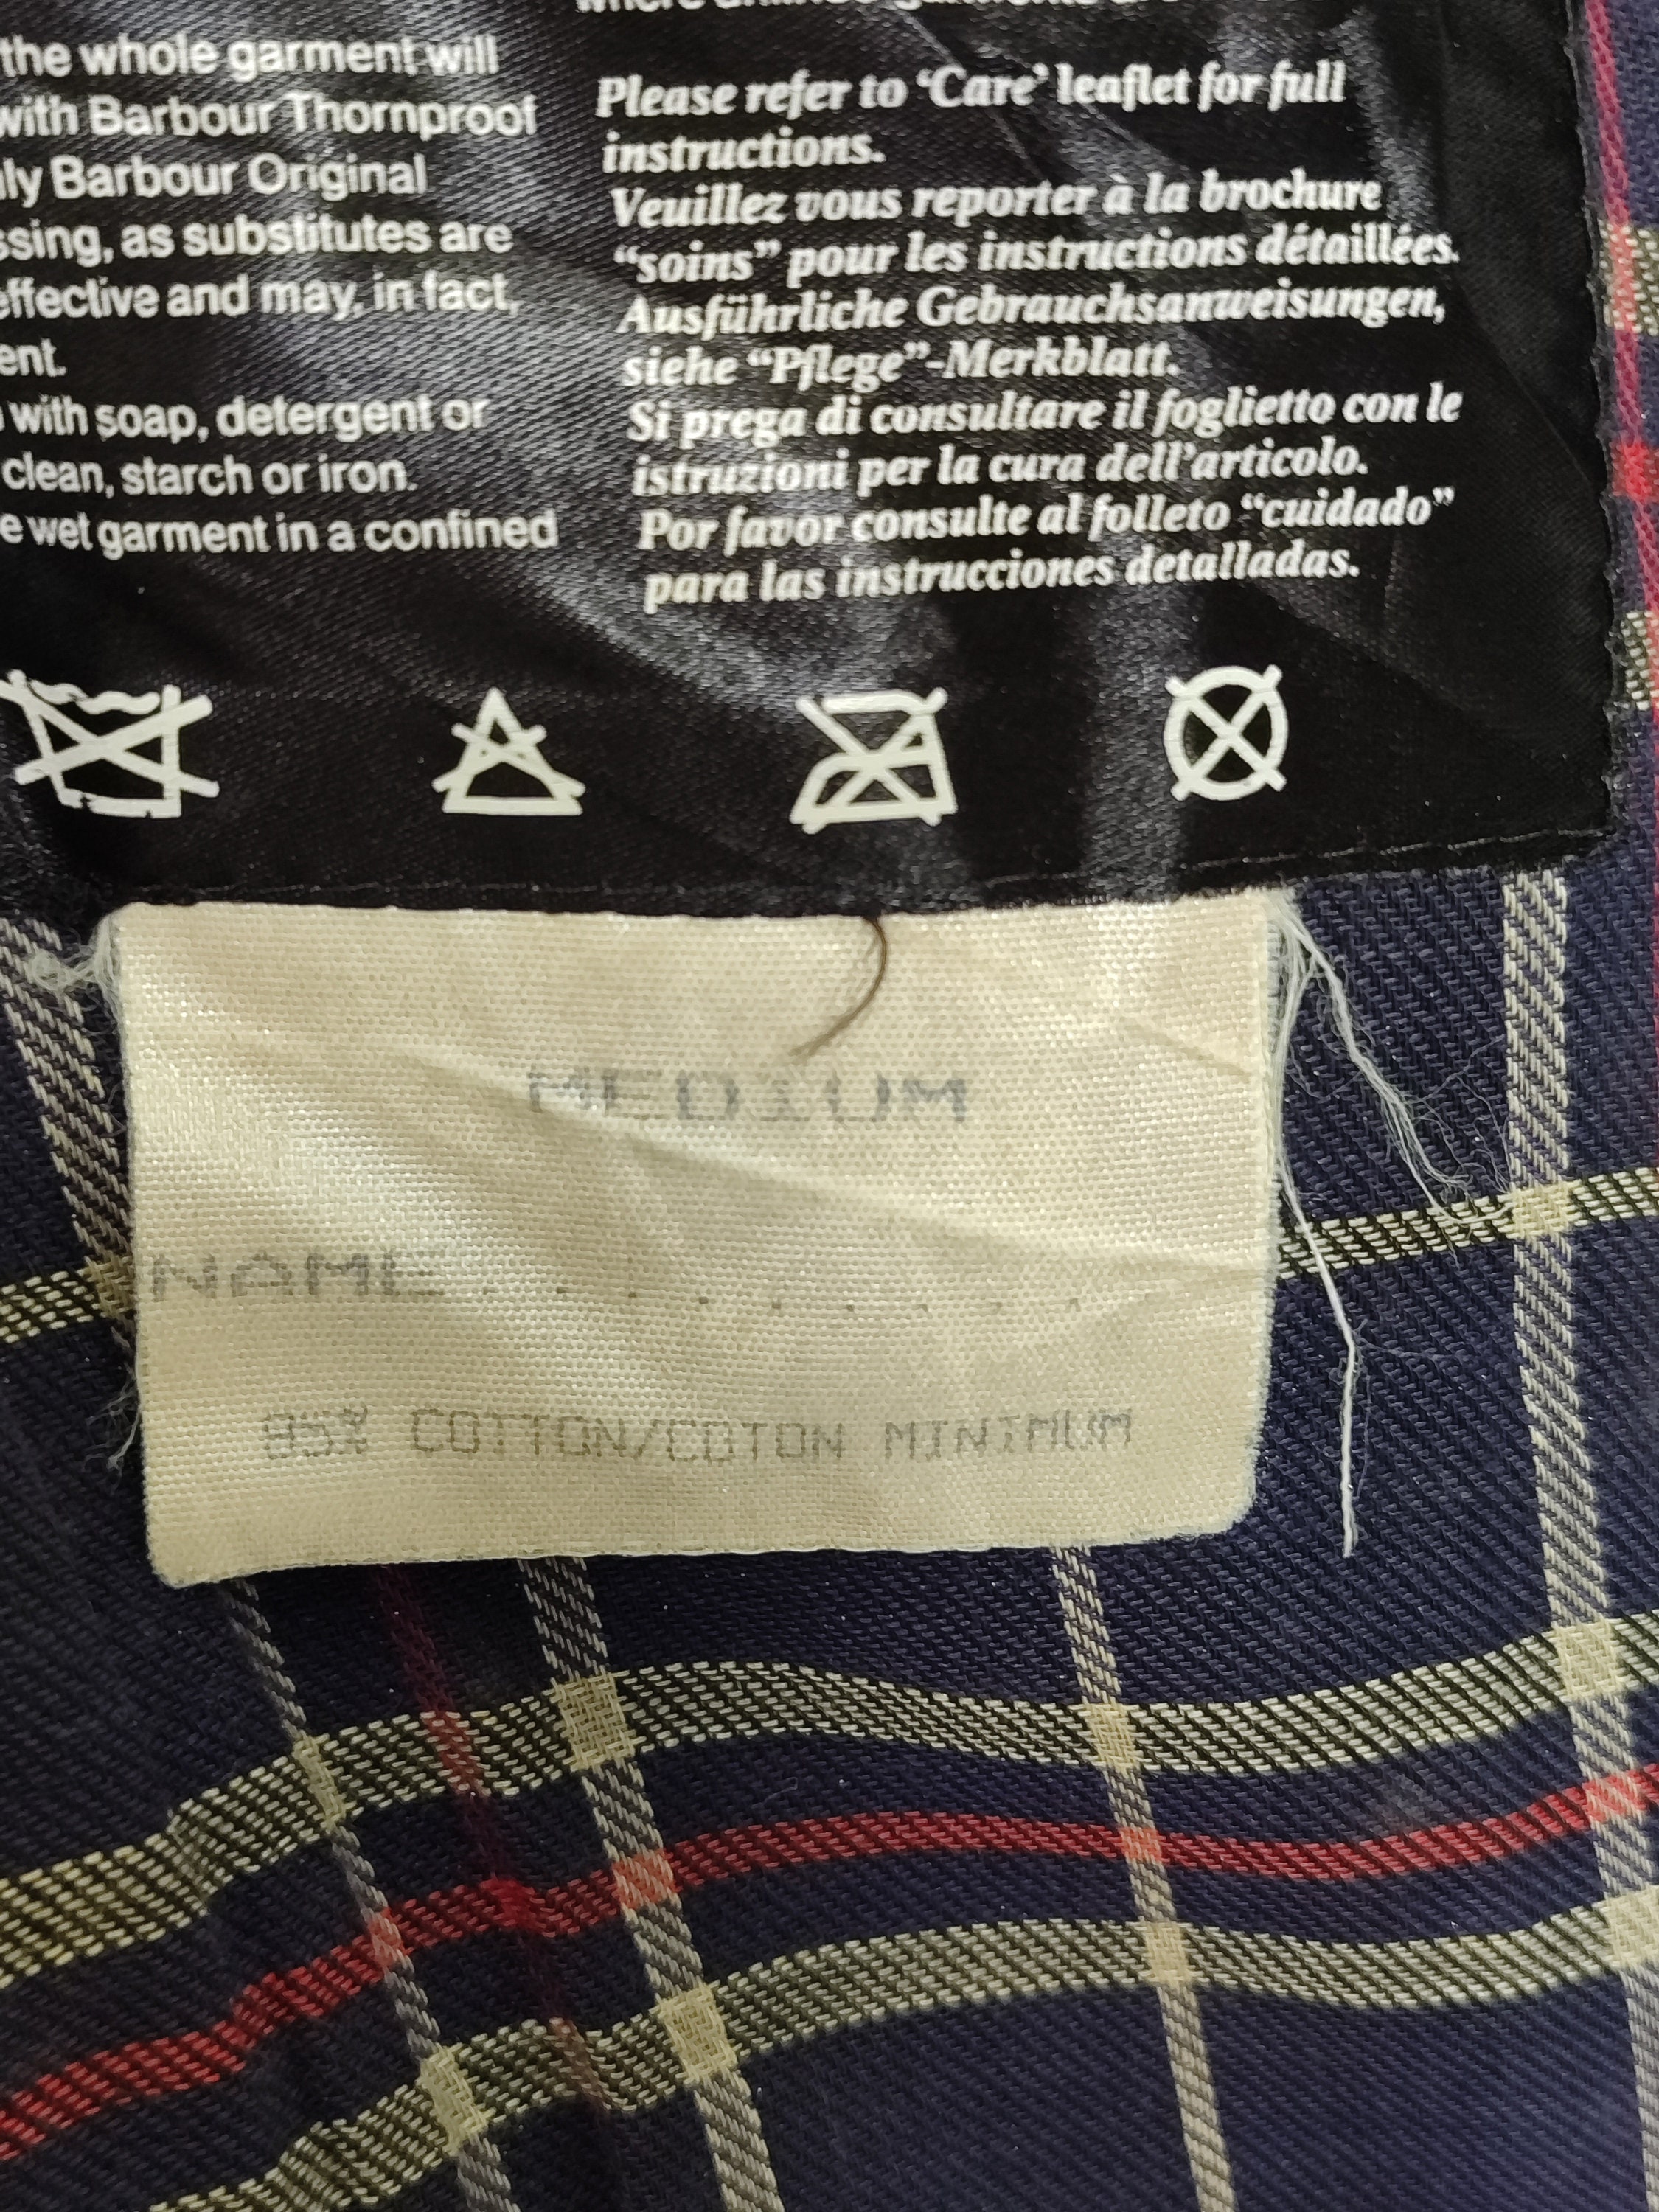 the whole garment will
with Barbour Thornproof
Barbour Original
as substitutes are
effective and may, in fact,
with soap, detergent or
clean, starch or iron.
wet garment in a confined
Please refer to ‘Care’ leaflet for full
instructions.
Veuillez vous reporter à la brochure
“soins” pour les instructions détaillées.
Ausführliche Gebrauchsanweisungen,
siehe “Pflege”-Merkblatt.
Si prega di consultare il foglietto con le
istruzioni per la cura dell’articolo.
Por favor consulte al folleto “cuidado”
para las instrucciones detalladas.
MEDIUM
NAME . . . . . . . . .
85% COTTON/COTON MINIMUM